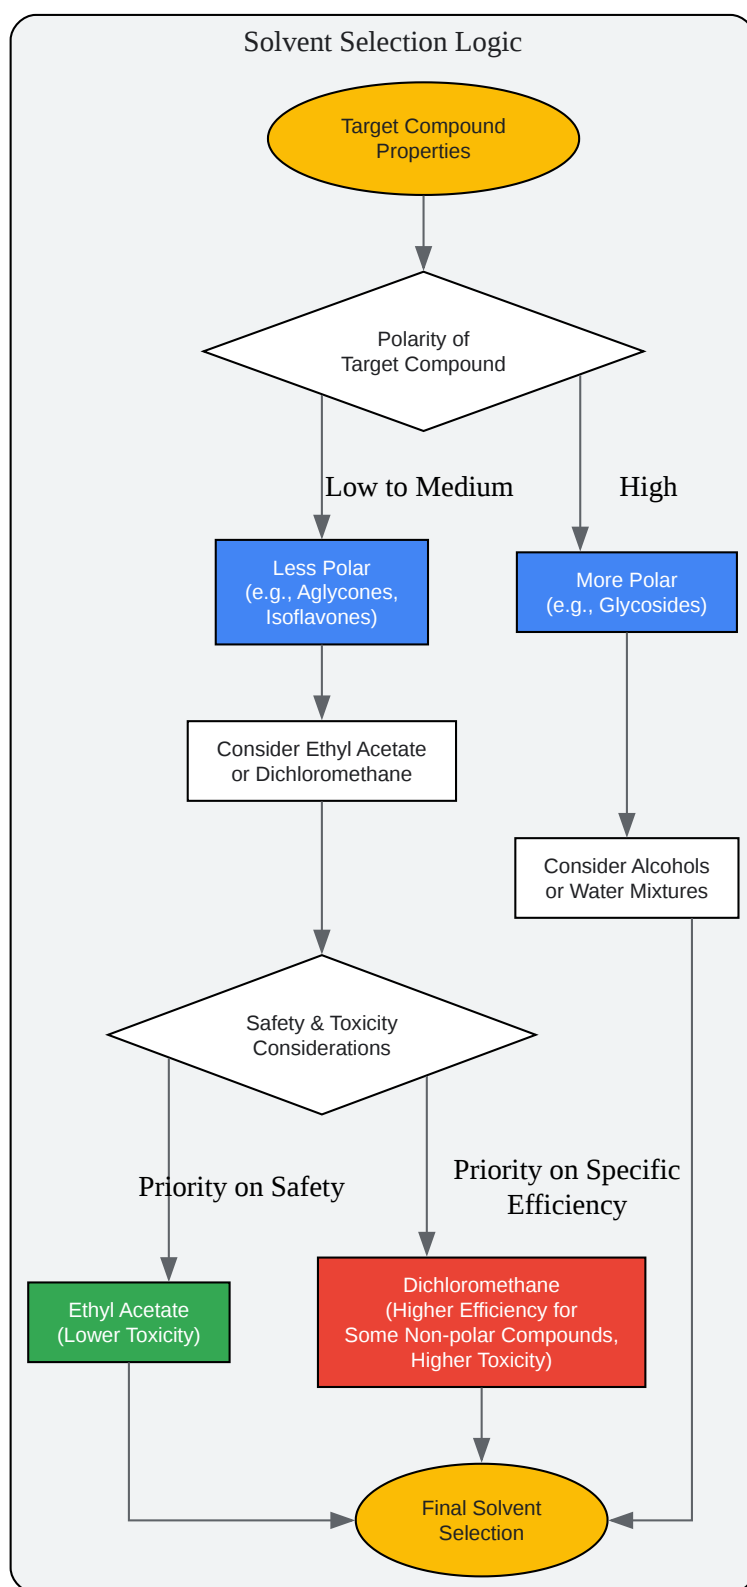 Solvent Selection Logic
Target Compound
Properties
Polarity of
Target Compound
Low to Medium
High
Less Polar
(e.g., Aglycones,
Isoflavones)
More Polar
(e.g., Glycosides)
Consider Ethyl Acetate
or Dichloromethane
Consider Alcohols
or Water Mixtures
Safety & Toxicity
Considerations
Priority on Safety
Priority on Specific
Efficiency
Ethyl Acetate
(Lower Toxicity)
Dichloromethane
(Higher Efficiency for
Some Non-polar Compounds,
Higher Toxicity)
Final Solvent
Selection